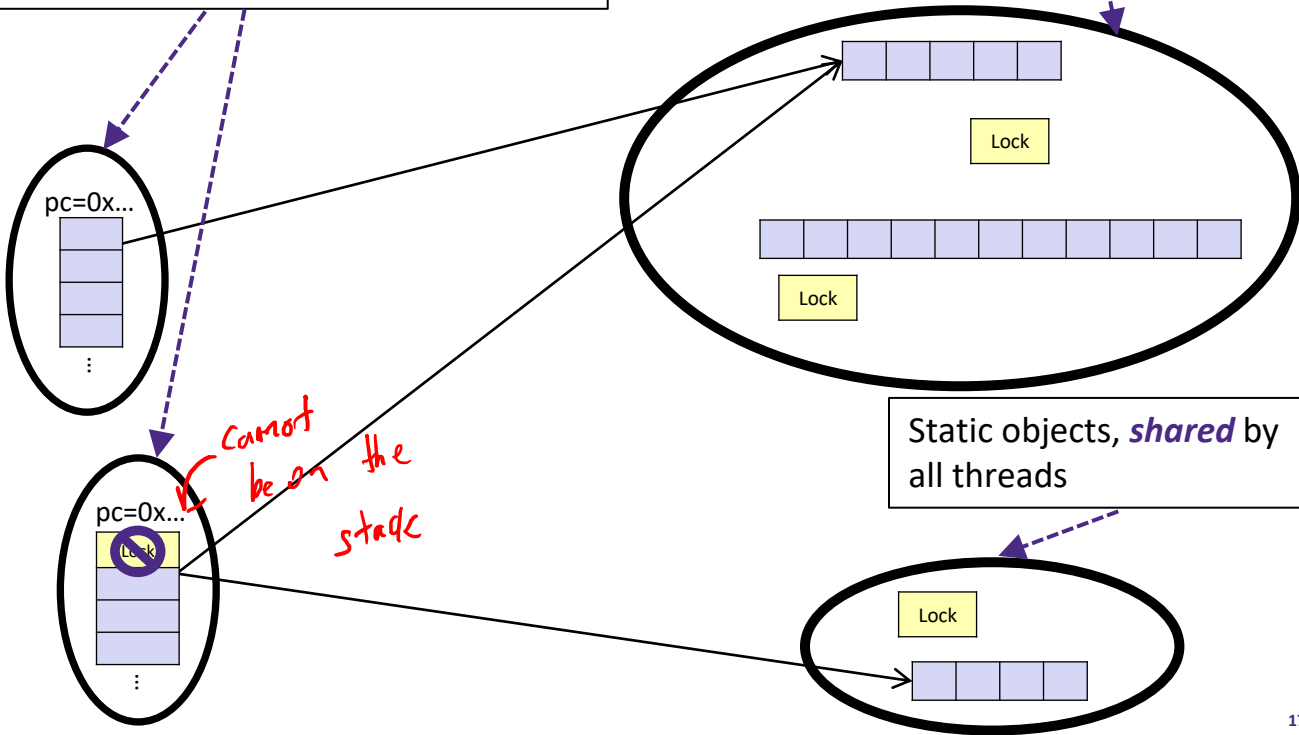 Lock
pc=0x...
Lock
...
Static objects, shared by
all threads
cannot
be on the
stack
pc=0x...
Lock
Lock
...
17